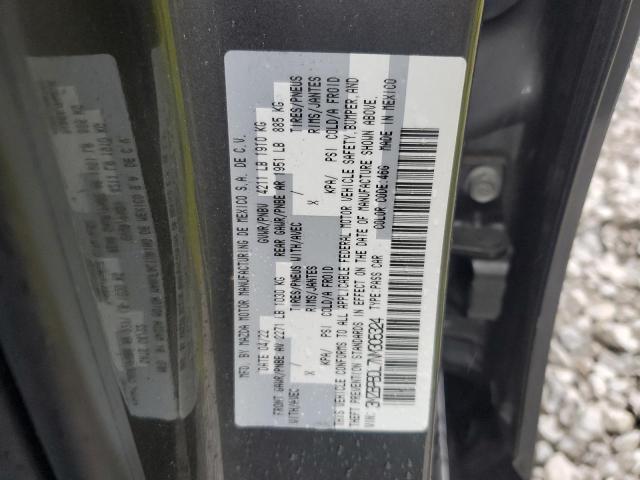 MFD. BY MAZDA MOTOR MANUFACTURING DE MEXICO S.A. DE C.V.
DATE 04/22 GVWR/PNBV 4211 LB 1910 KG
FRONT GAWR/PNBE AV 2271 LB 1030 KG REAR GAWR/PNBE AR 1951 LB 885 KG
WITH/AVEC TIRES/PNEUS WITH/AVEC TIRES/PNEUS
X / RIMS/JANTES X / RIMS/JANTES
KPA/ PSI COLD/A FROID KPA/ PSI COLD/A FROID
THIS VEHICLE CONFORMS TO ALL APPLICABLE FEDERAL MOTOR VEHICLE SAFETY, BUMPER, AND
THEFT PREVENTION STANDARDS IN EFFECT ON THE DATE OF MANUFACTURE SHOWN ABOVE.
COLOR CODE: 46G MADE IN MEXICO
VIN: TYPE: PASS CAR